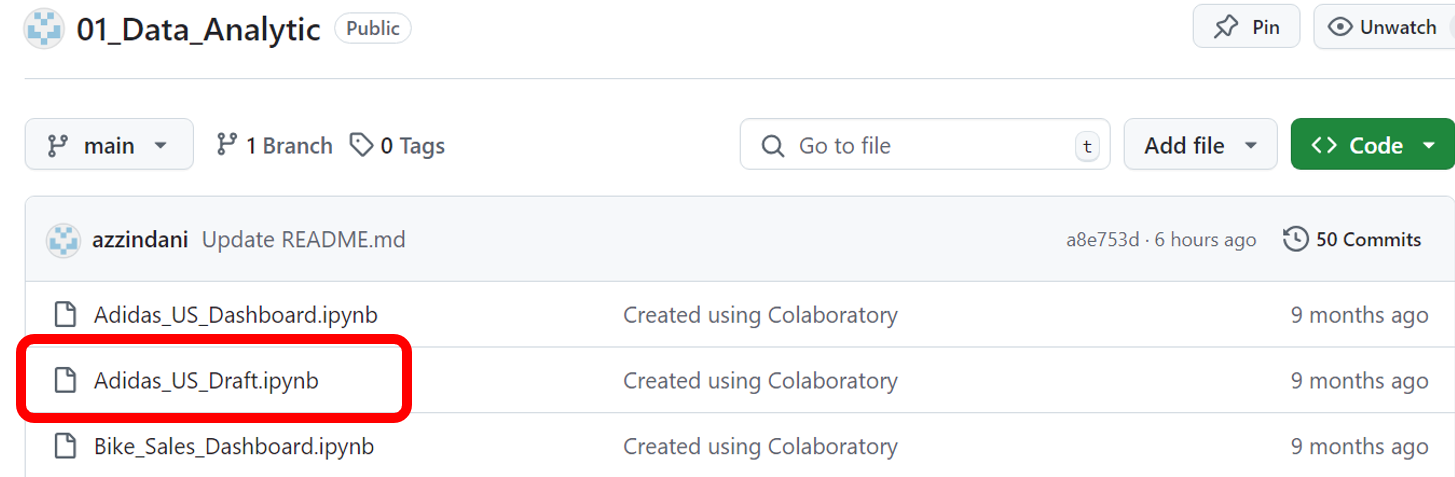 01_Data_Analytic Public Pin Unwatch
main 1 Branch 0 Tags Go to file t Add file Code
azzindani Update README.md a8e753d · 6 hours ago 50 Commits
Adidas_US_Dashboard.ipynb Created using Colaboratory 9 months ago
Adidas_US_Draft.ipynb Created using Colaboratory 9 months ago
Bike_Sales_Dashboard.ipynb Created using Colaboratory 9 months ago